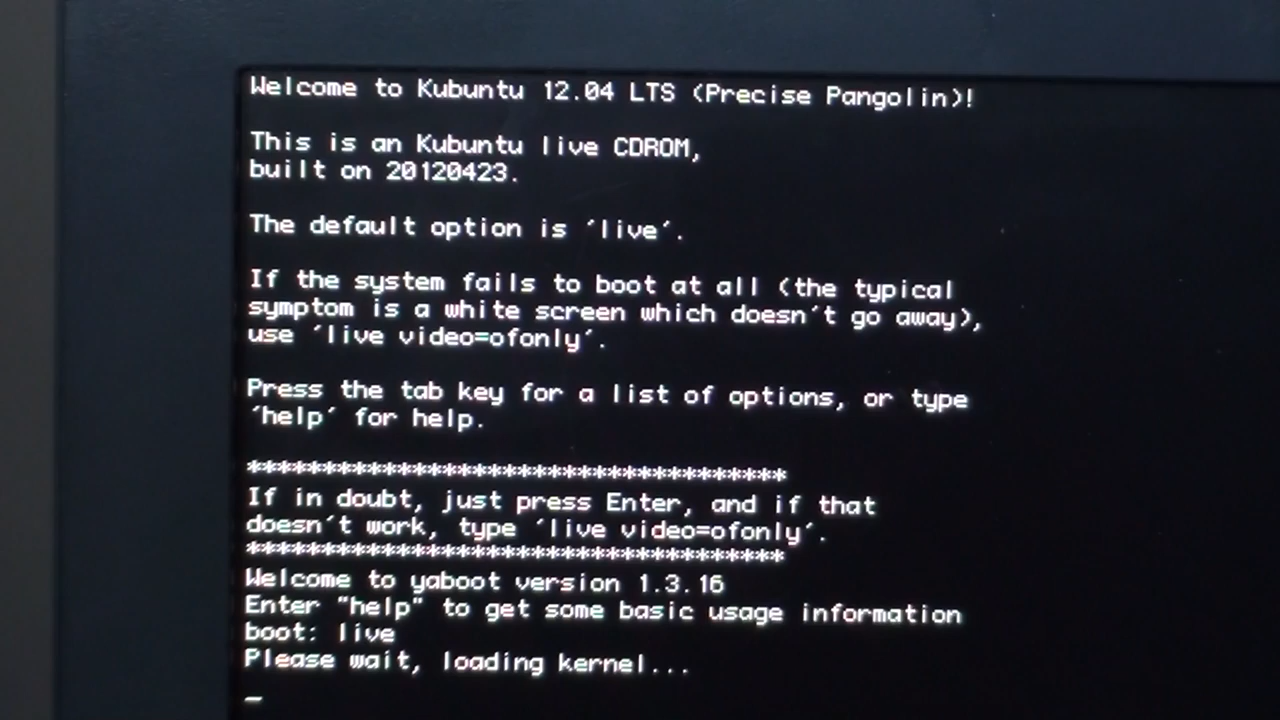 Welcome to Kubuntu 12.04 LTS (Precise Pangolin)!
This is an Kubuntu live CDROM,
built on 20120423.
The default option is ´live´.
If the system fails to boot at all (the typical
symptom is a white screen which doesn´t go away),
use ´live video=ofonly´.
Press the tab key for a list of options, or type
´help´ for help.
************************************
If in doubt, just press Enter, and if that
doesn´t work, type ´live video=ofonly´.
************************************
Welcome to yaboot version 1.3.16
Enter "help" to get some basic usage information
boot: live
Please wait, loading kernel...
_